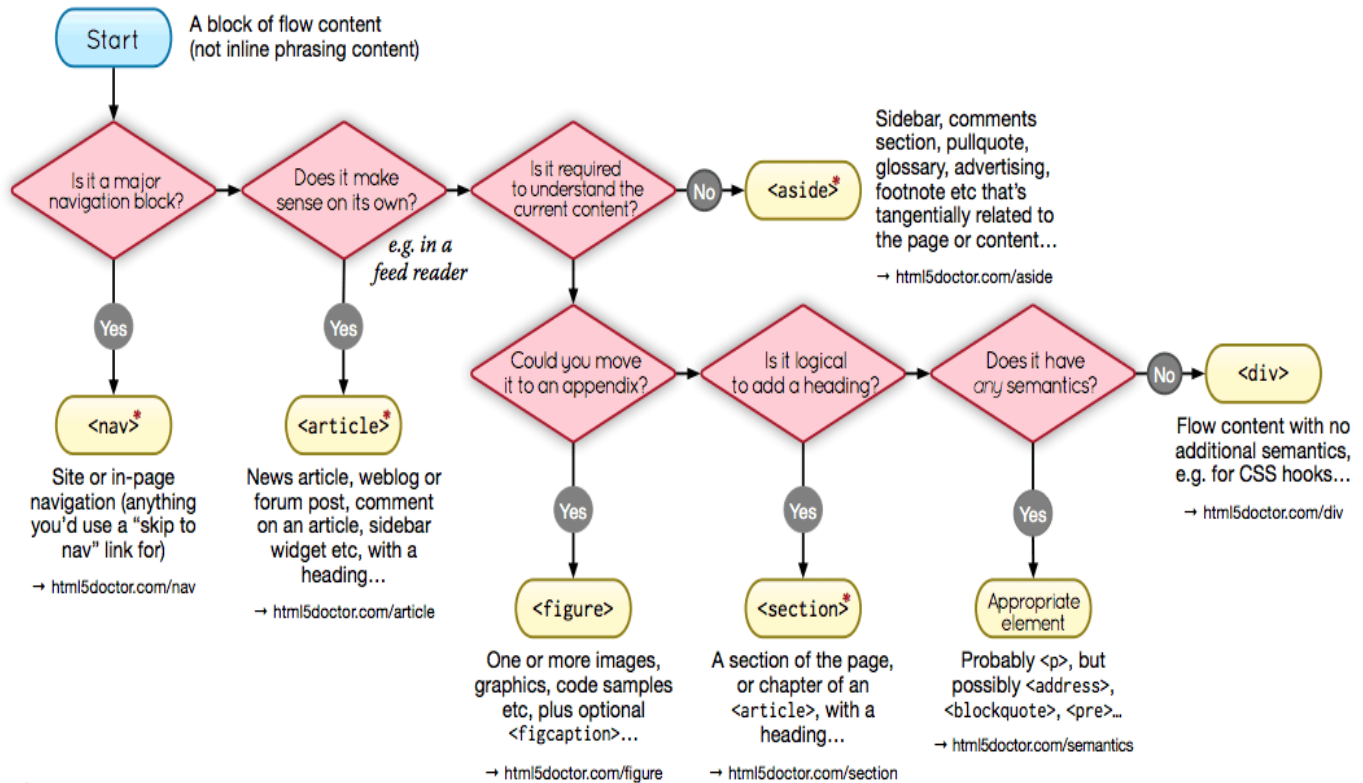 Start
A block of flow content
(not inline phrasing content)
Is it a major
navigation block?
Does it make
sense on its own?
e.g. in a
feed reader
Is it required
to understand the
current content?
No
<aside>*
Sidebar, comments
section, pullquote,
glossary, advertising,
footnote etc that’s
tangentially related to
the page or content…
→ html5doctor.com/aside
Yes
<nav>*
Site or in-page
navigation (anything
you’d use a “skip to
nav” link for)
→ html5doctor.com/nav
Yes
<article>*
News article, weblog or
forum post, comment
on an article, sidebar
widget etc, with a
heading…
→ html5doctor.com/article
Could you move
it to an appendix?
Is it logical
to add a heading?
Does it have
any semantics?
No
<div>
Flow content with no
additional semantics,
e.g. for CSS hooks…
→ html5doctor.com/div
Yes
<figure>
One or more images,
graphics, code samples
etc, plus optional
<figcaption>…
→ html5doctor.com/figure
Yes
<section>*
A section of the page,
or chapter of an
<article>, with a
heading…
→ html5doctor.com/section
Yes
Appropriate
element
Probably <p>, but
possibly <address>,
<blockquote>, <pre>…
→ html5doctor.com/semantics